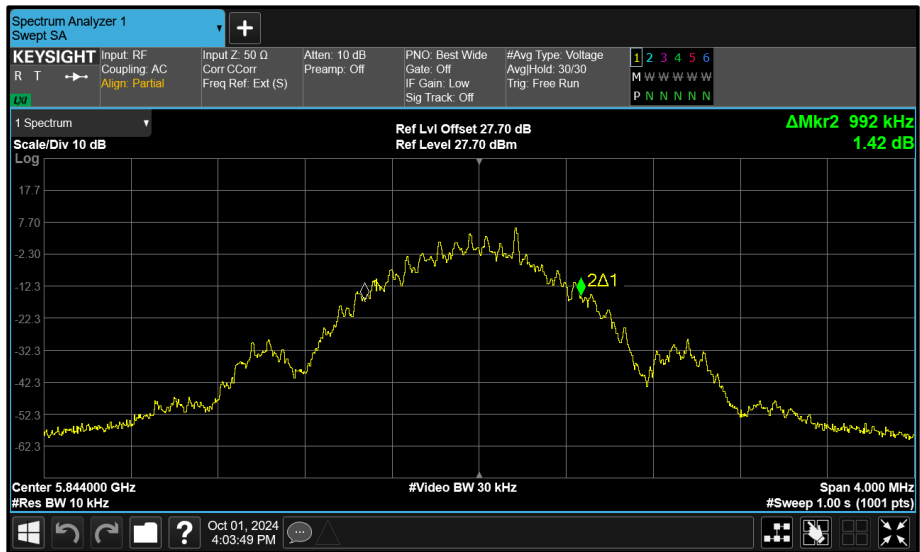 Spectrum Analyzer 1
Swept SA
KEYSIGHT
R T
LXI
Input: RF
Coupling: AC
Align: Partial
Input Z: 50 Ω
Corr CCorr
Freq Ref: Ext (S)
Atten: 10 dB
Preamp: Off
PNO: Best Wide
Gate: Off
IF Gain: Low
Sig Track: Off
#Avg Type: Voltage
Avg|Hold: 30/30
Trig: Free Run
1 2 3 4 5 6
M W W W W W
P N N N N N
1 Spectrum
Scale/Div 10 dB
Ref Lvl Offset 27.70 dB
Ref Level 27.70 dBm
ΔMkr2 992 kHz
1.42 dB
Log
17.7
7.70
-2.30
-12.3
-22.3
-32.3
-42.3
-52.3
-62.3
2Δ1
Center 5.844000 GHz
#Res BW 10 kHz
#Video BW 30 kHz
Span 4.000 MHz
#Sweep 1.00 s (1001 pts)
?
Oct 01, 2024
4:03:49 PM